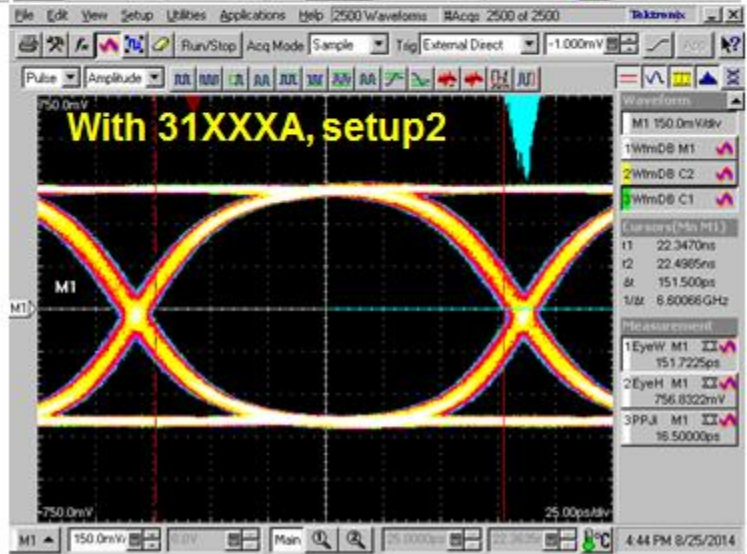 File Edit View Setup Utilities Applications Help 2500 Waveforms #Acqs 2500 of 2500 Tektronix
Run/Stop Acq Mode Sample Trig External Direct -1.000mV
Pulse Amplitude
750.0mV
With 31XXXA, setup2
M1
M1
-750.0mV
25.00ps/div
Waveform
M1 150.0mV/div
1WfmDB M1
2WfmDB C2
3WfmDB C1
Cursors(Mn M1)
t1 22.3470ns
t2 22.4985ns
Δt 151.500ps
1/Δt 6.60066GHz
Measurement
1EyeW M1
151.7225ps
2EyeH M1
756.8322mV
3PPJi M1
16.50000ps
M1 150.0mV/ 0.0V Main °C 4:44 PM 8/25/2014